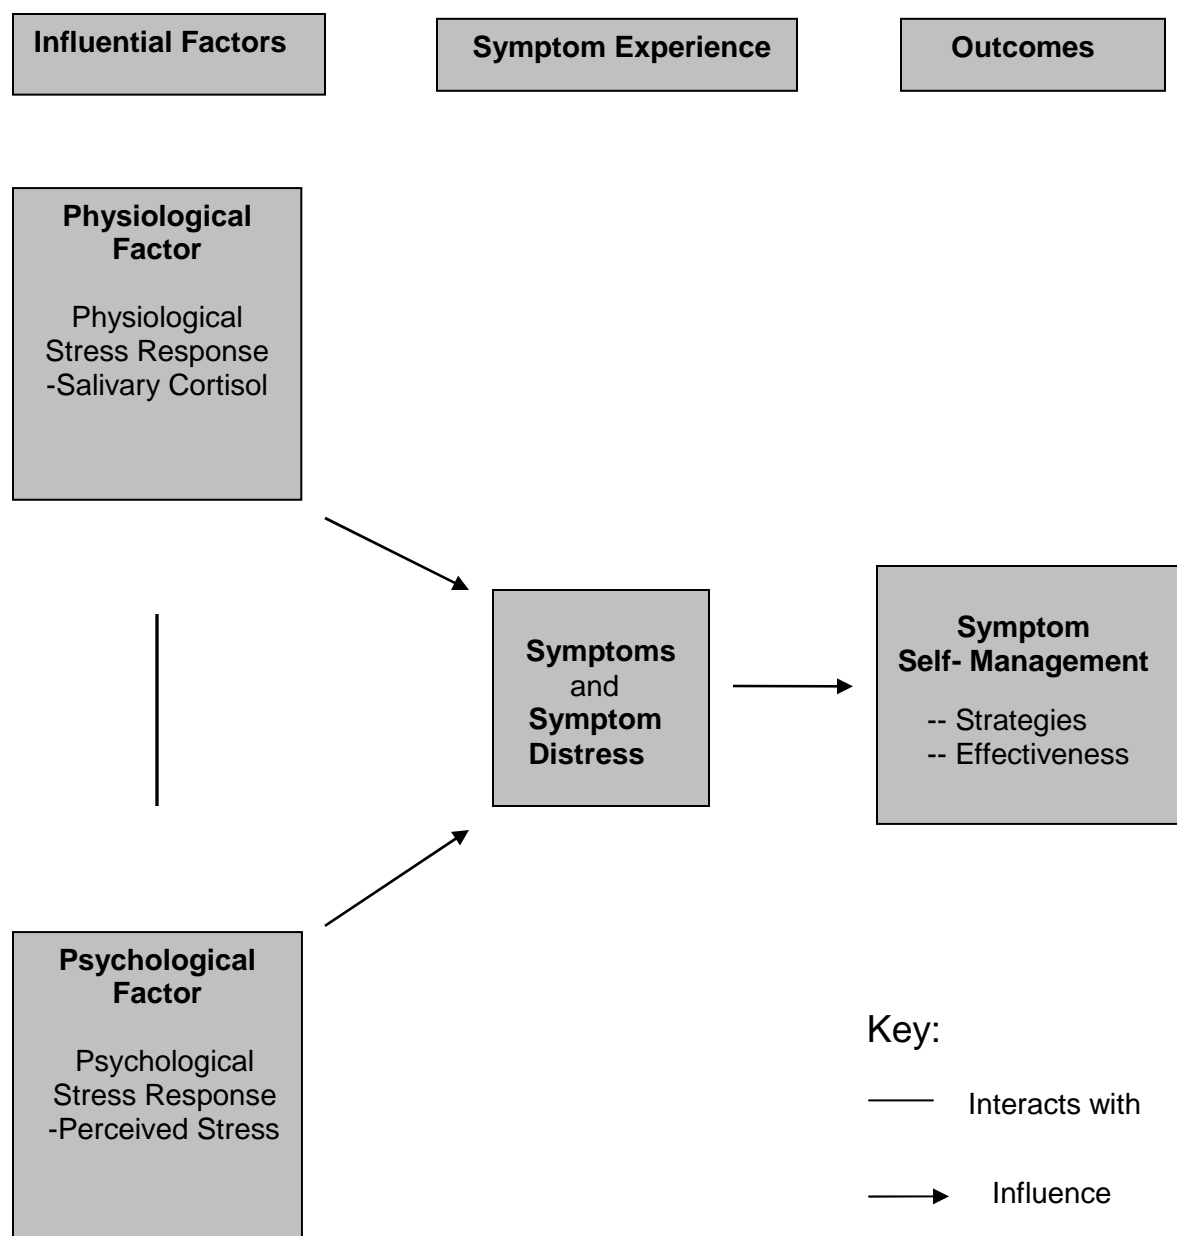 Influential Factors
Symptom Experience
Outcomes
Physiological
Factor
Physiological
Stress Response
-Salivary Cortisol
Symptoms
and
Symptom
Distress
Symptom
Self- Management
-- Strategies
-- Effectiveness
Psychological
Factor
Psychological
Stress Response
-Perceived Stress
Key:
Interacts with
Influence